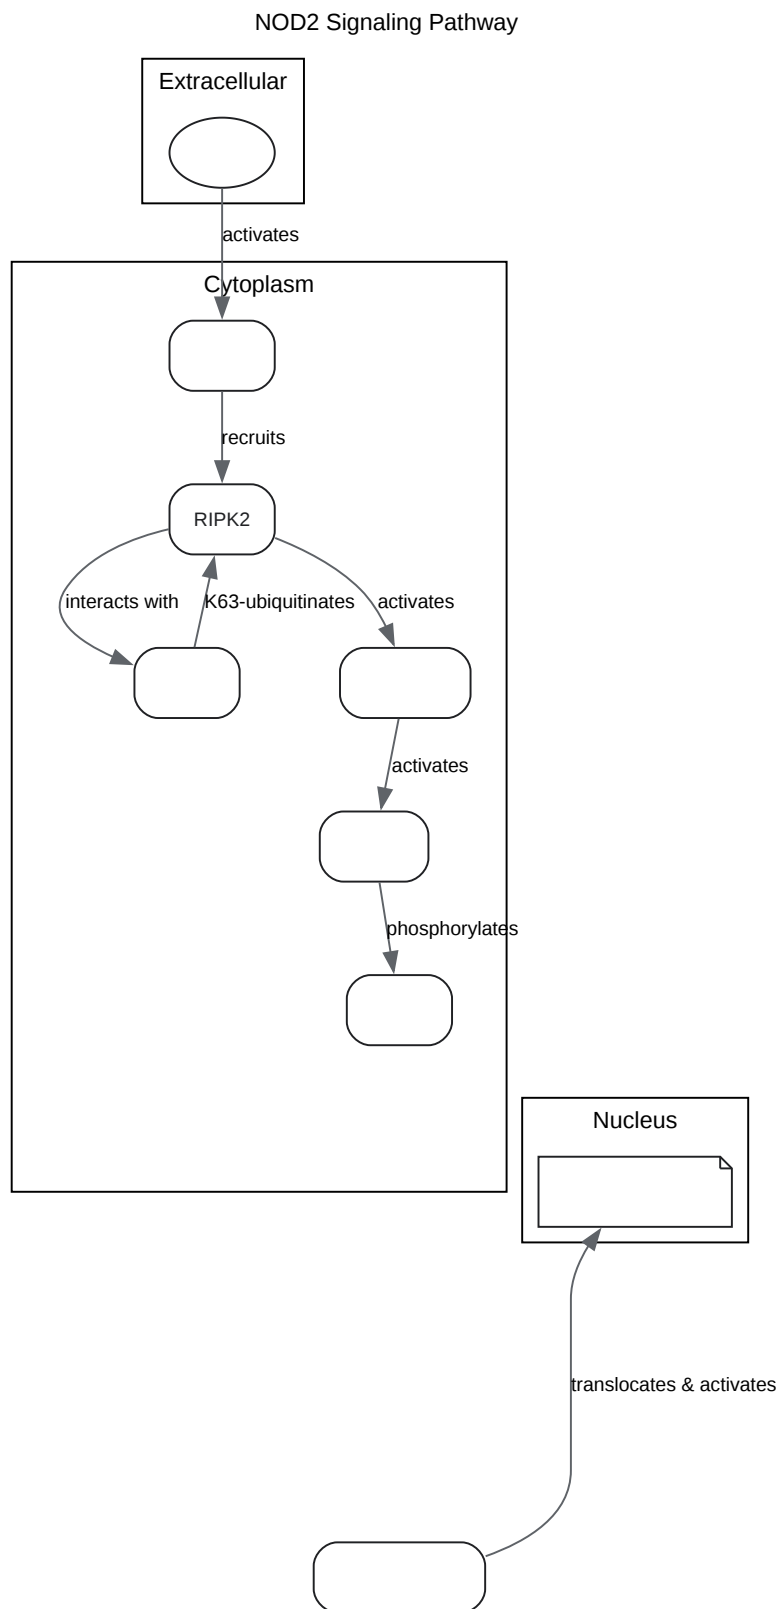 NOD2 Signaling Pathway
Extracellular
activates
Cytoplasm
recruits
RIPK2
interacts with
K63-ubiquitinates
activates
activates
phosphorylates
Nucleus
translocates & activates